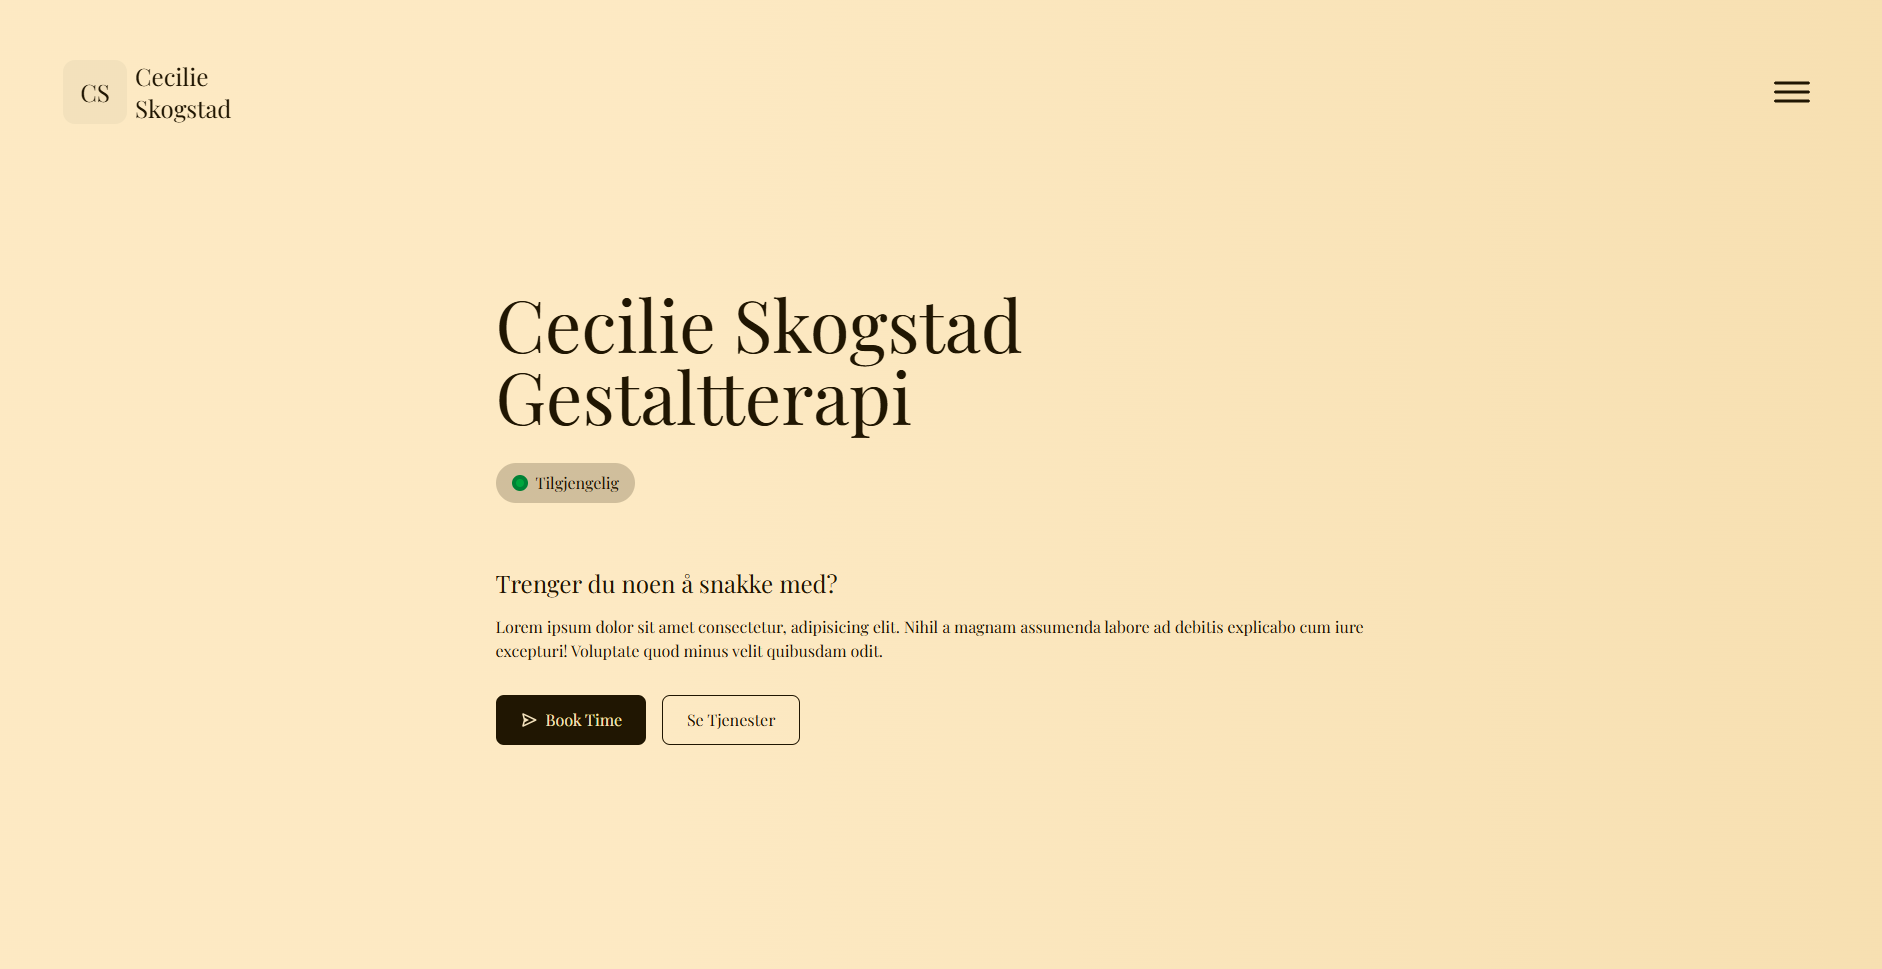 CS
Cecilie
Skogstad
Cecilie Skogstad
Gestaltterapi
Tilgjengelig
Trenger du noen å snakke med?
Lorem ipsum dolor sit amet consectetur, adipisicing elit. Nihil a magnam assumenda labore ad debitis explicabo cum iure
excepturi! Voluptate quod minus velit quibusdam odit.
Book Time
Se Tjenester